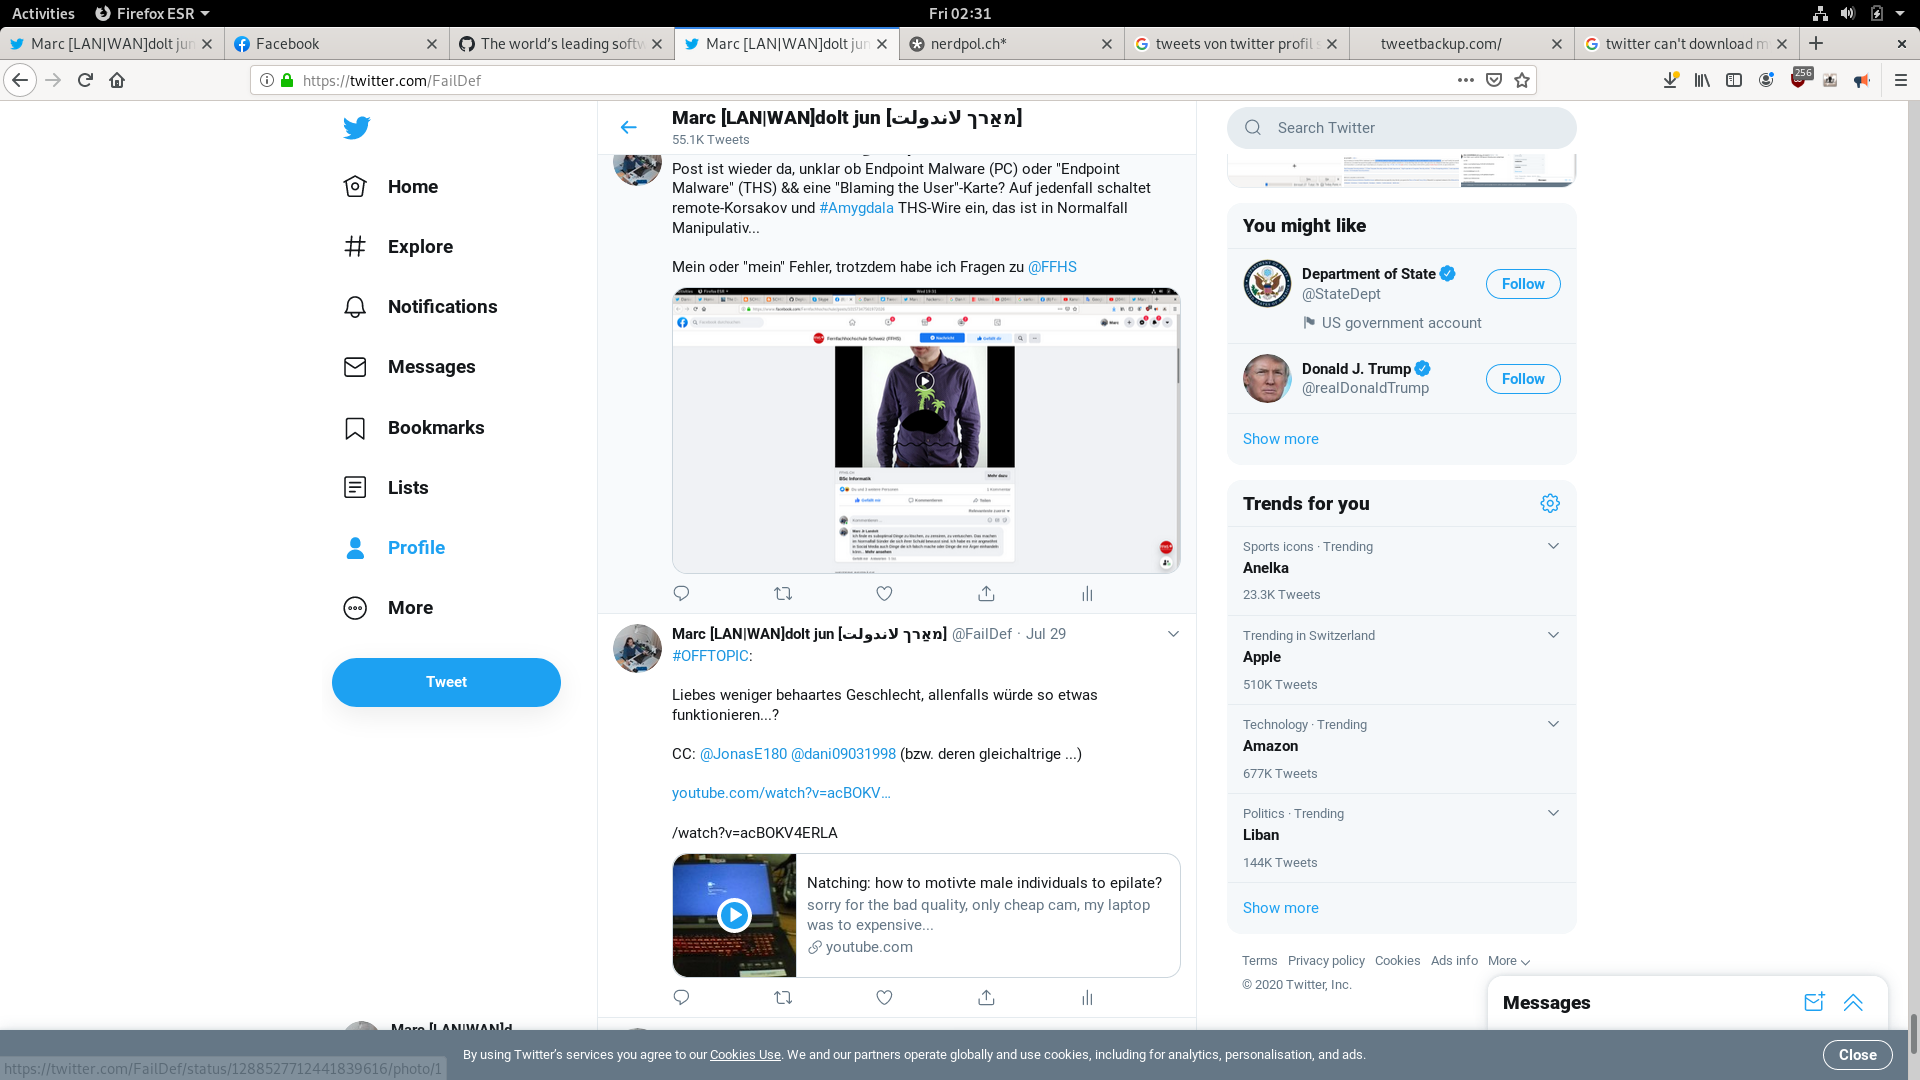 Activities
Firefox ESR
Fri 02:31
Marc [LAN|WAN]dolt jun
Facebook
The world's leading softw
Marc [LAN|WAN]dolt jun
nerdpol.ch*
tweets von twitter profil s
tweetbackup.com/
twitter can't download m
https://twitter.com/FailDef
256
Home
Explore
Notifications
Messages
Bookmarks
Lists
Profile
More
Tweet
Marc [LAN|WAN]dolt jun [מאַרך לאנדולת]
55.1K Tweets
Post ist wieder da, unklar ob Endpoint Malware (PC) oder "Endpoint
Malware" (THS) && eine "Blaming the User"-Karte? Auf jedenfall schaltet
remote-Korsakov und #Amygdala THS-Wire ein, das ist in Normalfall
Manipulativ...
Mein oder "mein" Fehler, trotzdem habe ich Fragen zu @FFHS
Fernfachhochschule Schweiz (FFHS)
BSc Informatik
Marc [LAN|WAN]dolt jun [מאַרך לאנדולת] @FailDef · Jul 29
#OFFTOPIC:
Liebes weniger behaartes Geschlecht, allenfalls würde so etwas
funktionieren...?
CC: @JonasE180 @dani09031998 (bzw. deren gleichaltrige ...)
youtube.com/watch?v=acBOKV…
/watch?v=acBOKV4ERLA
Natching: how to motivte male individuals to epilate?
sorry for the bad quality, only cheap cam, my laptop
was to expensive...
youtube.com
Search Twitter
You might like
Department of State
@StateDept
US government account
Follow
Donald J. Trump
@realDonaldTrump
Follow
Show more
Trends for you
Sports icons · Trending
Anelka
23.3K Tweets
Trending in Switzerland
Apple
510K Tweets
Technology · Trending
Amazon
677K Tweets
Politics · Trending
Liban
144K Tweets
Show more
Terms Privacy policy Cookies Ads info More
© 2020 Twitter, Inc.
Messages
Marc [LAN|WAN]d
By using Twitter's services you agree to our Cookies Use. We and our partners operate globally and use cookies, including for analytics, personalisation, and ads.
Close
https://twitter.com/FailDef/status/1288527712441839616/photo/1